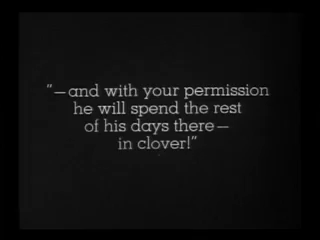 "—and with your permission
he will spend the rest
of his days there—
in clover!"